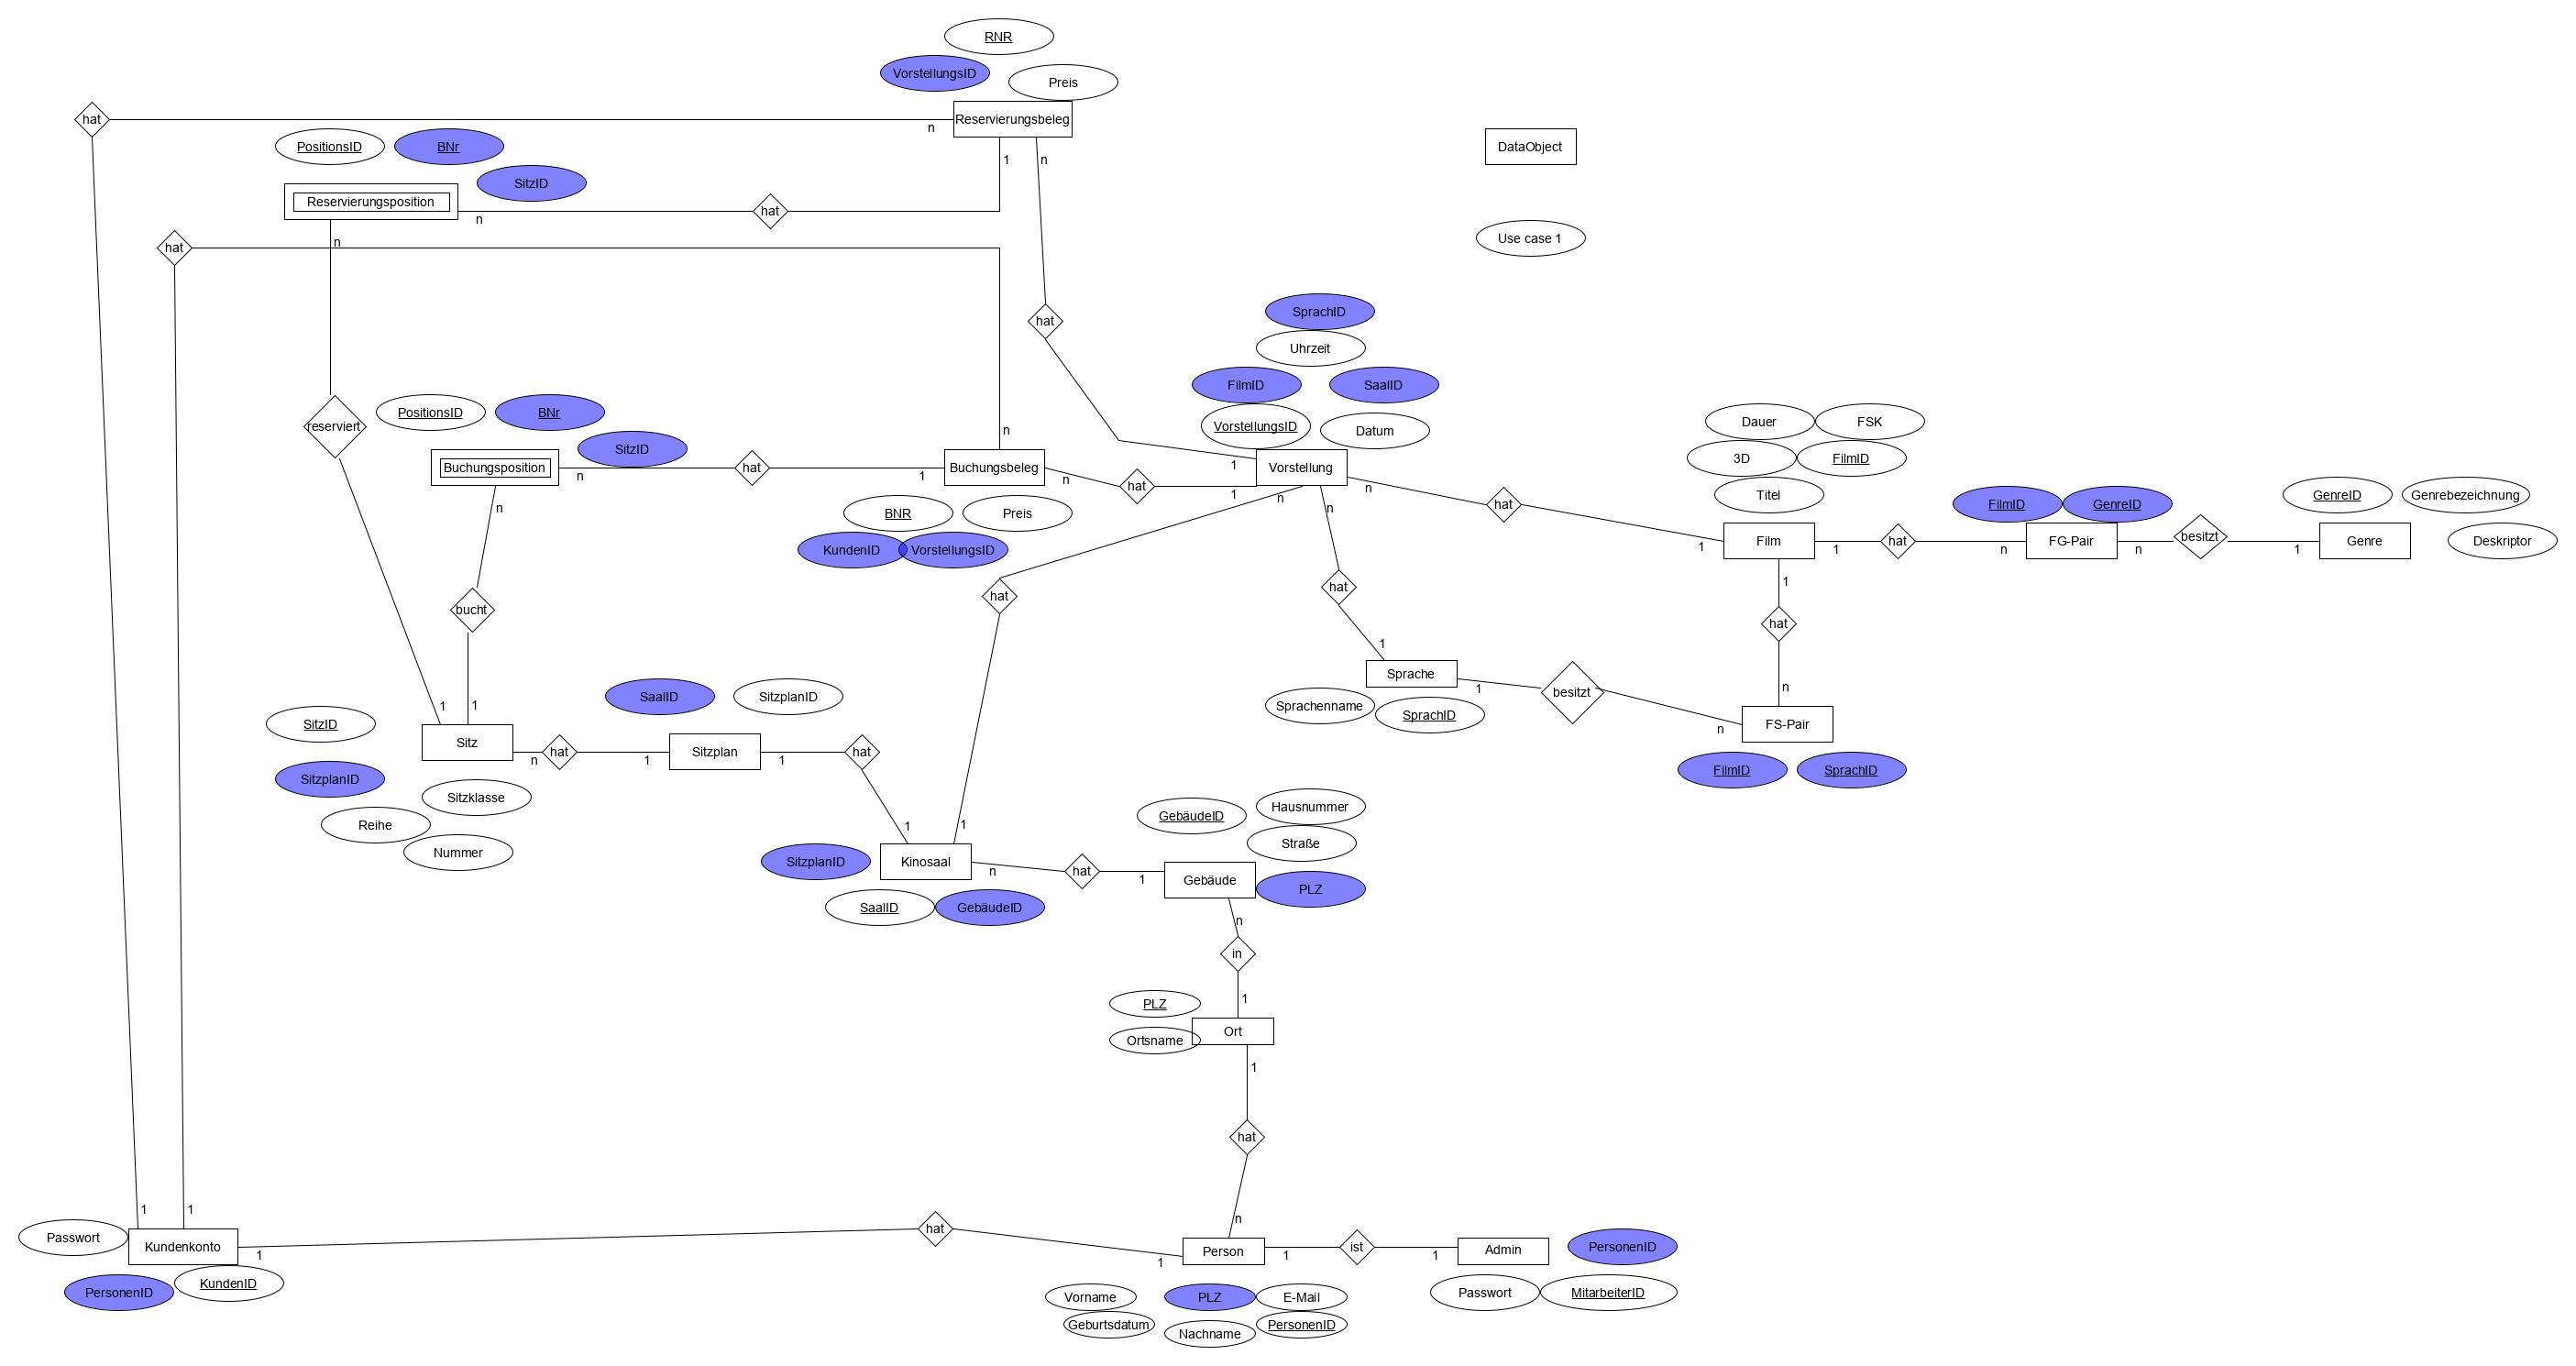 RNR
VorstellungsID
Preis
hat
n
Reservierungsbeleg
PositionsID
BNr
DataObject
1
n
SitzID
Reservierungsposition
n
hat
n
hat
Use case 1
SprachID
hat
Uhrzeit
FilmID
SaalID
PositionsID
BNr
reserviert
VorstellungsID
Datum
Dauer
FSK
n
SitzID
3D
FilmID
Buchungsposition
n
hat
1
Buchungsbeleg
n
hat
1
1
Vorstellung
n
n
n
hat
Titel
n
BNR
Preis
FilmID
GenreID
GenreID
Genrebezeichnung
KundenID
VorstellungsID
1
Film
1
hat
n
FG-Pair
n
besitzt
1
Genre
Deskriptor
1
hat
hat
bucht
hat
1
Sprache
1
besitzt
n
n
FS-Pair
Sprachenname
SprachID
FilmID
SprachID
SaalID
SitzplanID
1
1
SitzID
Sitz
n
hat
1
Sitzplan
1
hat
SitzplanID
Sitzklasse
Reihe
Nummer
1
1
GebäudeID
Hausnummer
Straße
SitzplanID
Kinosaal
n
hat
1
Gebäude
PLZ
SaalID
GebäudeID
n
in
1
PLZ
Ort
Ortsname
1
hat
n
1
1
Passwort
Kundenkonto
1
hat
1
Person
1
ist
1
Admin
PersonenID
PersonenID
KundenID
Vorname
PLZ
E-Mail
Passwort
MitarbeiterID
Geburtsdatum
Nachname
PersonenID